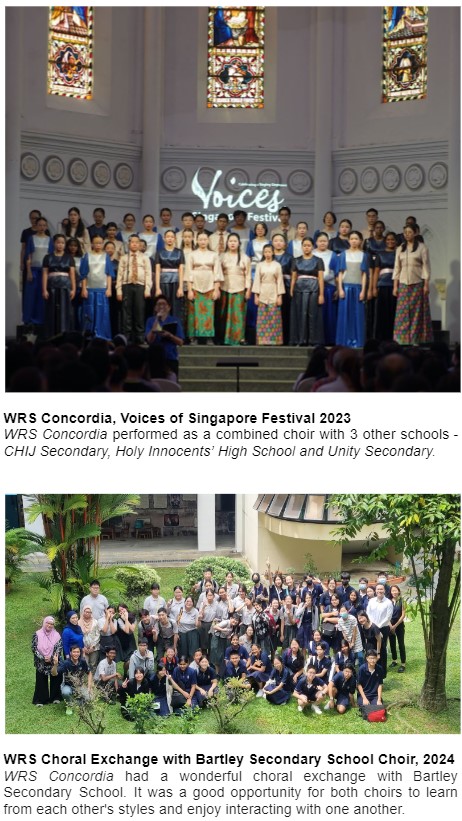 Voices
Singapore Festival
WRS Concordia, Voices of Singapore Festival 2023
WRS Concordia performed as a combined choir with 3 other schools -
CHIJ Secondary, Holy Innocents’ High School and Unity Secondary.
WRS Choral Exchange with Bartley Secondary School Choir, 2024
WRS Concordia had a wonderful choral exchange with Bartley
Secondary School. It was a good opportunity for both choirs to learn
from each other's styles and enjoy interacting with one another.